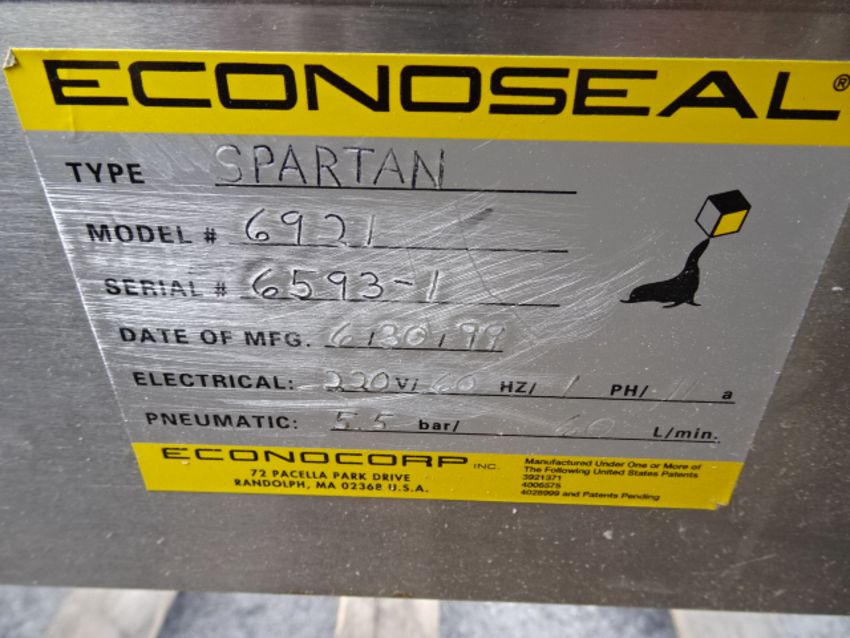 ECONOSEAL®
TYPE SPARTAN
MODEL # 6921
SERIAL # 6593-1
DATE OF MFG. 6/30/99
ELECTRICAL: 220 V/ 60 HZ/ 1 PH/ 11 a
PNEUMATIC: 5.5 bar/ 60 L/min.
ECONOCORP INC.
72 PACELLA PARK DRIVE
RANDOLPH, MA 02368 U.S.A.
Manufactured Under One or More of
The Following United States Patents
3921371
4006575
4028999 and Patents Pending